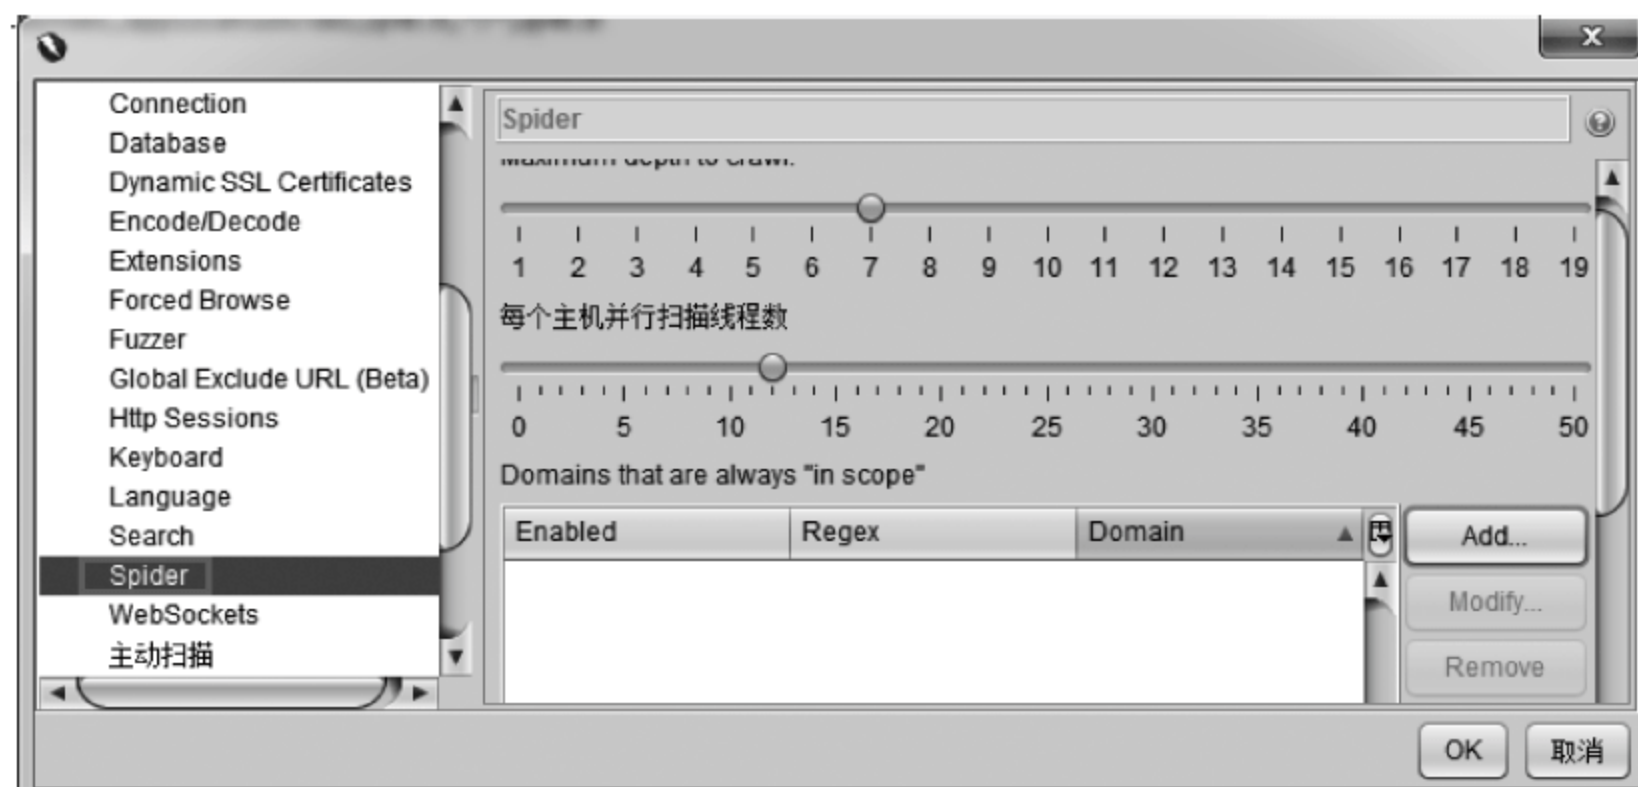 Connection
Database
Dynamic SSL Certificates
Encode/Decode
Extensions
Forced Browse
Fuzzer
Global Exclude URL (Beta)
Http Sessions
Keyboard
Language
Search
Spider
WebSockets
主动扫描
Spider
Maximum depth to crawl:
1 2 3 4 5 6 7 8 9 10 11 12 13 14 15 16 17 18 19
每个主机并行扫描线程数
0 5 10 15 20 25 30 35 40 45 50
Domains that are always "in scope"
Enabled Regex Domain
Add...
Modify...
Remove
OK 取消